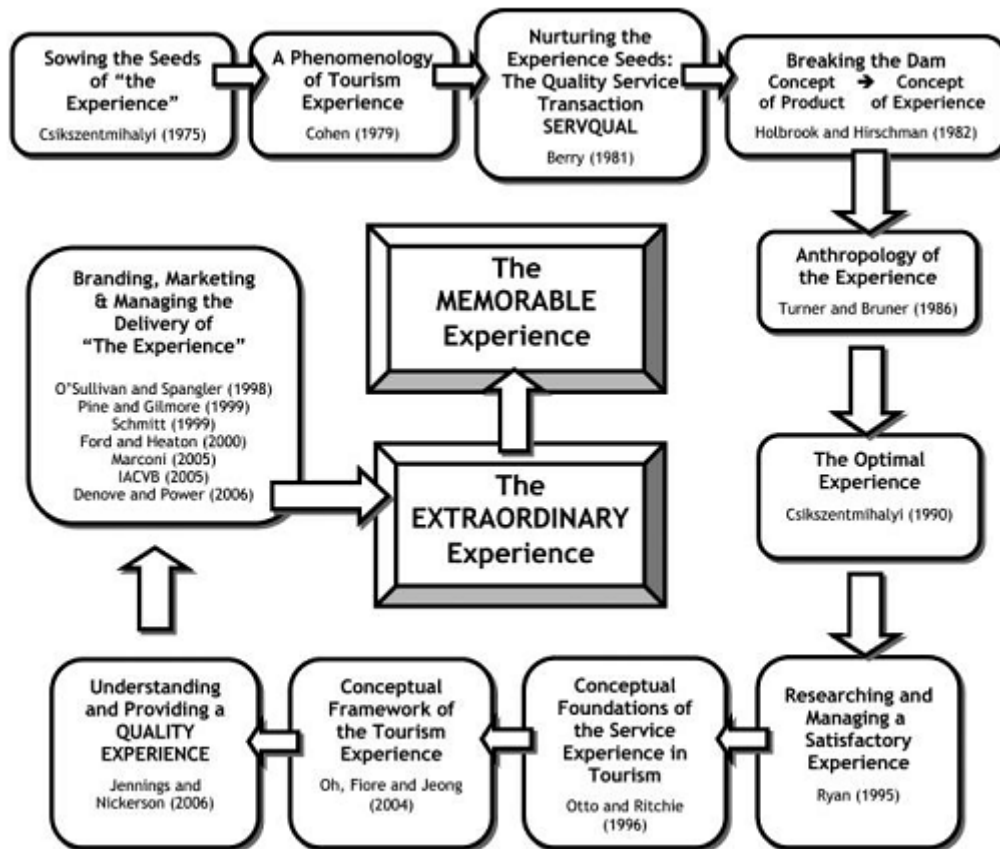 Sowing the Seeds
of “the
Experience”
Csikszentmihalyi (1975)
A Phenomenology
of Tourism
Experience
Cohen (1979)
Nurturing the
Experience Seeds:
The Quality Service
Transaction
SERVQUAL
Berry (1981)
Breaking the Dam
Concept ➔ Concept
of Product of Experience
Holbrook and Hirschman (1982)
Anthropology of
the Experience
Turner and Bruner (1986)
The Optimal
Experience
Csikszentmihalyi (1990)
Researching and
Managing a
Satisfactory
Experience
Ryan (1995)
Conceptual
Foundations of
the Service
Experience in
Tourism
Otto and Ritchie
(1996)
Conceptual
Framework of
the Tourism
Experience
Oh, Fiore and Jeong
(2004)
Understanding
and Providing a
QUALITY
EXPERIENCE
Jennings and
Nickerson (2006)
Branding, Marketing
& Managing the
Delivery of
“The Experience”
O’Sullivan and Spangler (1998)
Pine and Gilmore (1999)
Schmitt (1999)
Ford and Heaton (2000)
Marconi (2005)
IACVB (2005)
Denove and Power (2006)
The
EXTRAORDINARY
Experience
The
MEMORABLE
Experience